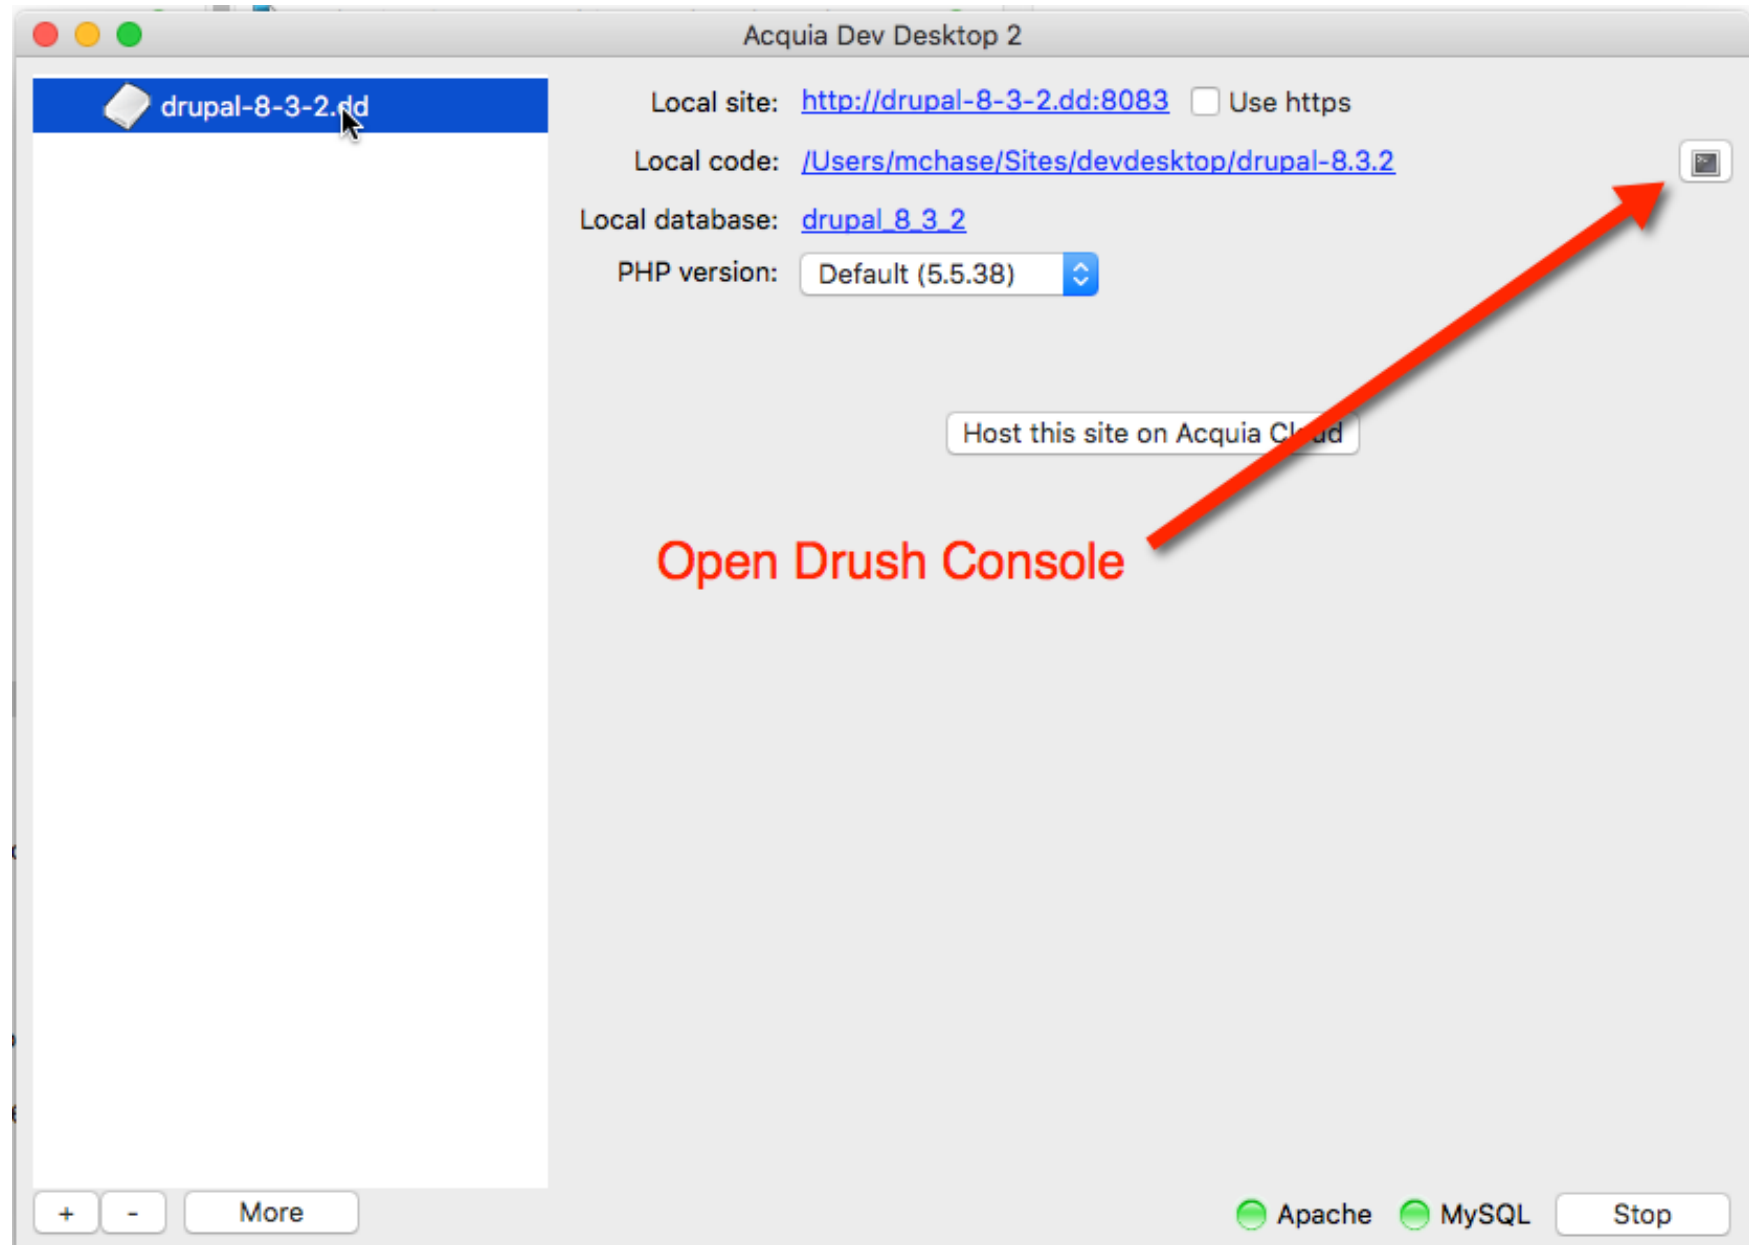 Acquia Dev Desktop 2
drupal-8-3-2.dd
Local site: http://drupal-8-3-2.dd:8083 Use https
Local code: /Users/mchase/Sites/devdesktop/drupal-8.3.2
Local database: drupal_8_3_2
PHP version: Default (5.5.38)
Host this site on Acquia Cloud
Open Drush Console
+ - More
Apache MySQL Stop